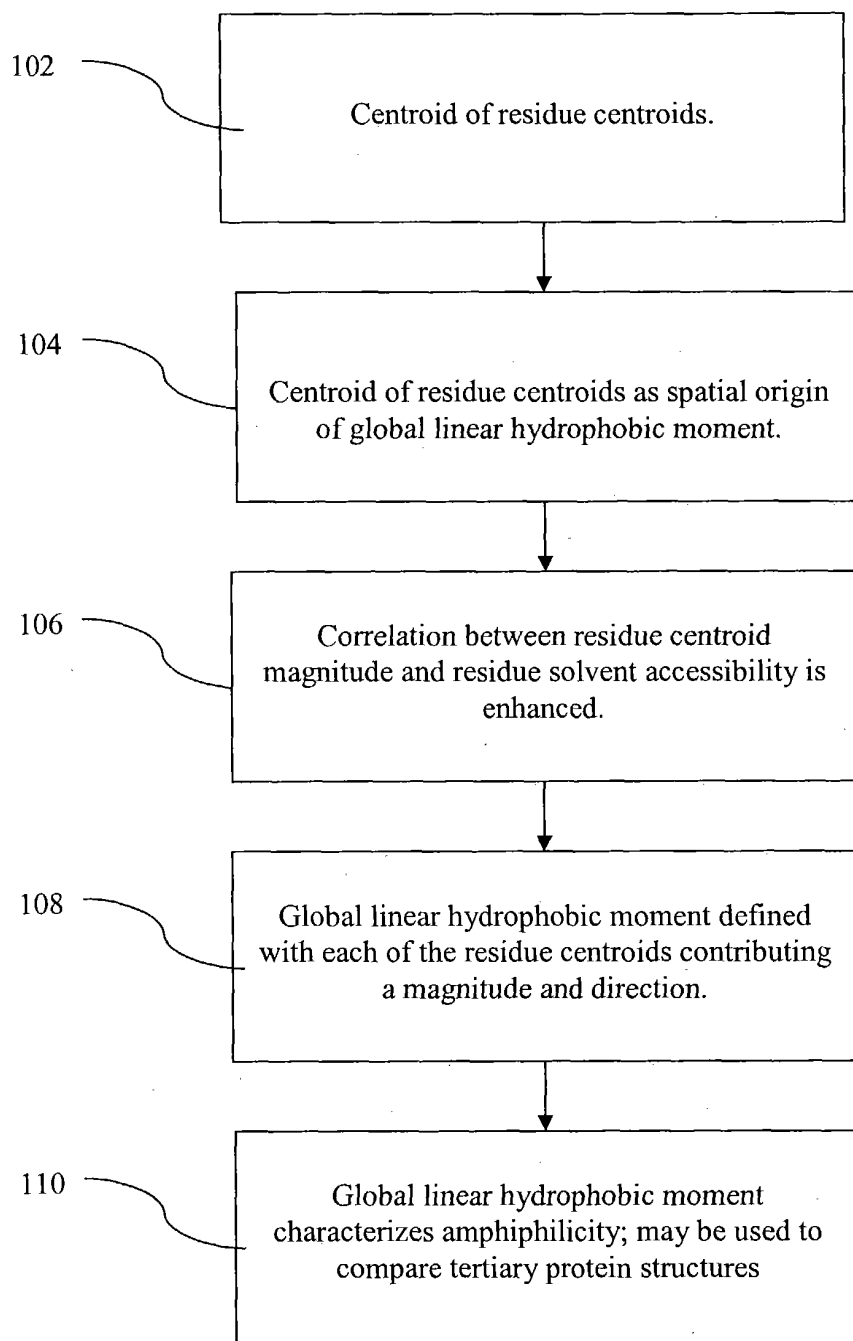 102
Centroid of residue centroids.
104
Centroid of residue centroids as spatial origin
of global linear hydrophobic moment.
106
Correlation between residue centroid
magnitude and residue solvent accessibility is
enhanced.
108
Global linear hydrophobic moment defined
with each of the residue centroids contributing
a magnitude and direction.
110
Global linear hydrophobic moment
characterizes amphiphilicity; may be used to
compare tertiary protein structures